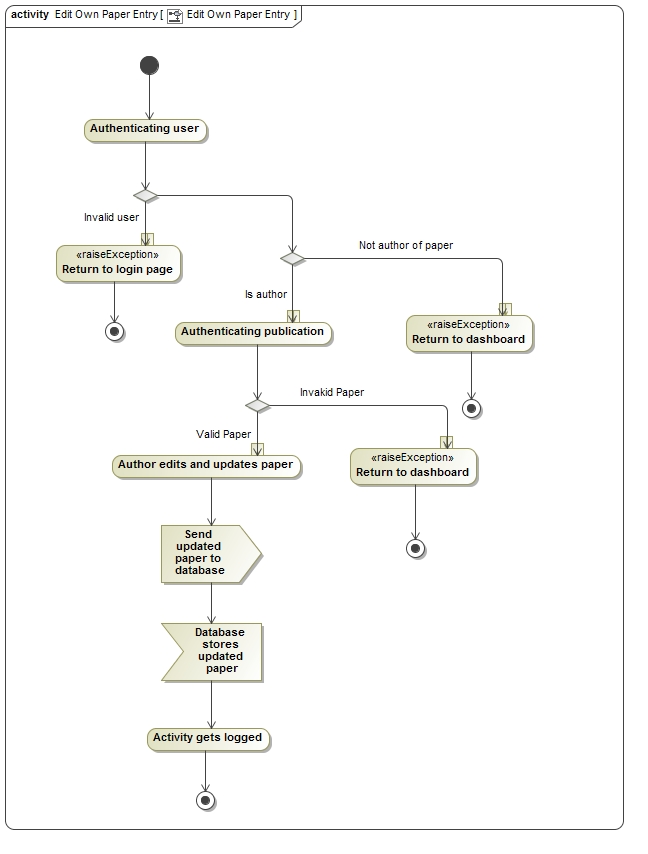 activity Edit Own Paper Entry [ Edit Own Paper Entry ]
Authenticating user
Invalid user
«raiseException»
Return to login page
Not author of paper
Is author
Authenticating publication
«raiseException»
Return to dashboard
Invakid Paper
Valid Paper
Author edits and updates paper
«raiseException»
Return to dashboard
Send
updated
paper to
database
Database
stores
updated
paper
Activity gets logged